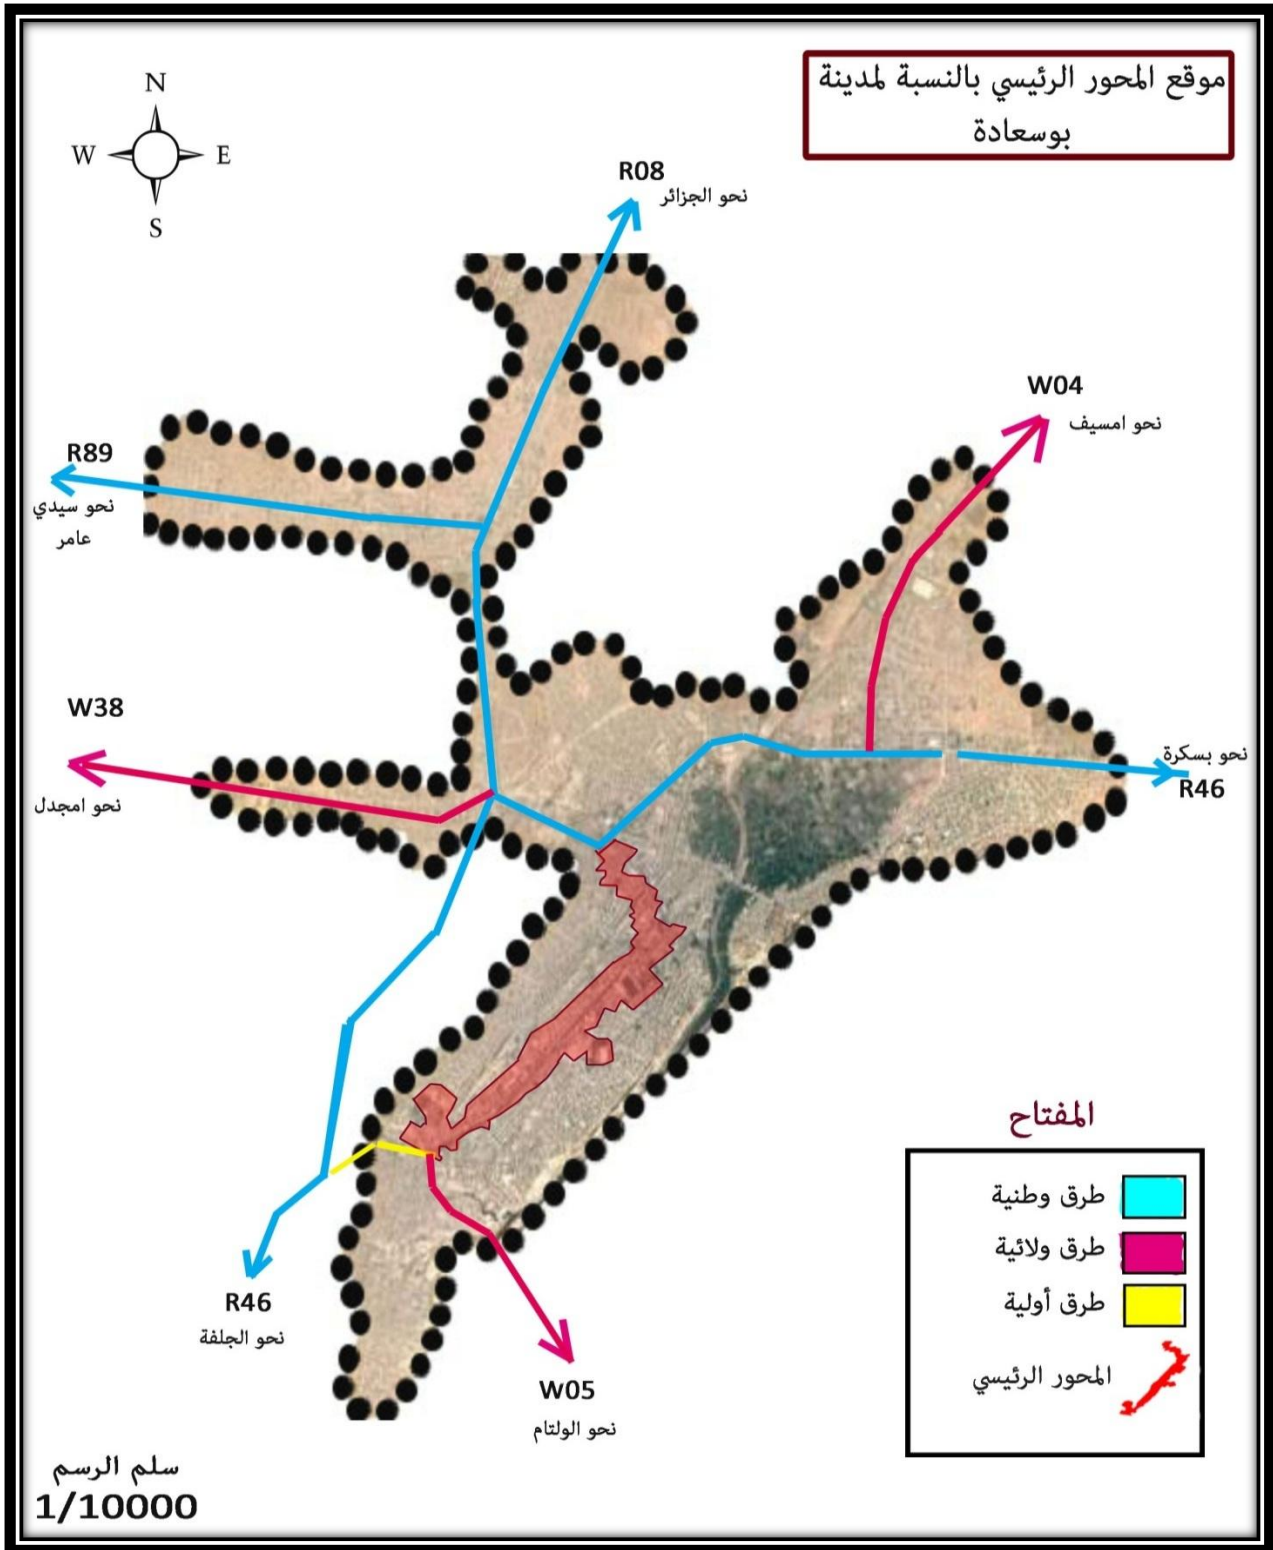 موقع المحور الرئيسي بالنسبة لمدينة
بوسعادة
N
W E
S
R08
نحو الجزائر
W04
نحو امسيف
R89
نحو سيدي
عامر
W38
نحو امجدل
نحو بسكرة
R46
المفتاح
طرق وطنية
طرق ولائية
طرق أولية
المحور الرئيسي
R46
نحو الجلفة
W05
نحو الولتام
سلم الرسم
1/10000